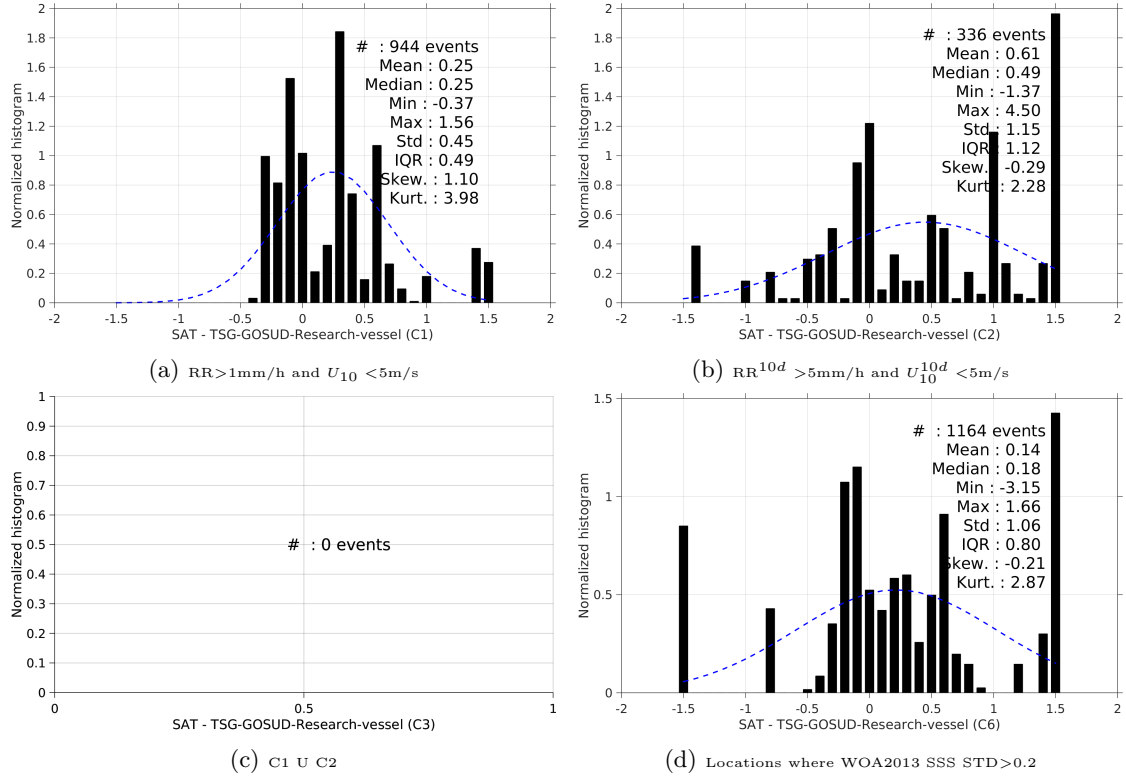 2
1.8
1.6
1.4
1.2
1
0.8
0.6
0.4
0.2
0
Normalized histogram
# : 944 events
Mean : 0.25
Median : 0.25
Min : -0.37
Max : 1.56
Std : 0.45
IQR : 0.49
Skew. : 1.10
Kurt. : 3.98
-2 -1.5 -1 -0.5 0 0.5 1 1.5 2
SAT - TSG-GOSUD-Research-vessel (C1)
(a) RR>1mm/h and U10 <5m/s
2
1.8
1.6
1.4
1.2
1
0.8
0.6
0.4
0.2
0
Normalized histogram
# : 336 events
Mean : 0.61
Median : 0.49
Min : -1.37
Max : 4.50
Std : 1.15
IQR : 1.12
Skew. : -0.29
Kurt. : 2.28
-2 -1.5 -1 -0.5 0 0.5 1 1.5 2
SAT - TSG-GOSUD-Research-vessel (C2)
(b) RR10d >5mm/h and U10d10 <5m/s
1
0.9
0.8
0.7
0.6
0.5
0.4
0.3
0.2
0.1
0
Normalized histogram
# : 0 events
0 0.5 1
SAT - TSG-GOSUD-Research-vessel (C3)
(c) C1 U C2
1.5
1
0.5
0
Normalized histogram
# : 1164 events
Mean : 0.14
Median : 0.18
Min : -3.15
Max : 1.66
Std : 1.06
IQR : 0.80
Skew. : -0.21
Kurt. : 2.87
-2 -1.5 -1 -0.5 0 0.5 1 1.5 2
SAT - TSG-GOSUD-Research-vessel (C6)
(d) Locations where WOA2013 SSS STD>0.2